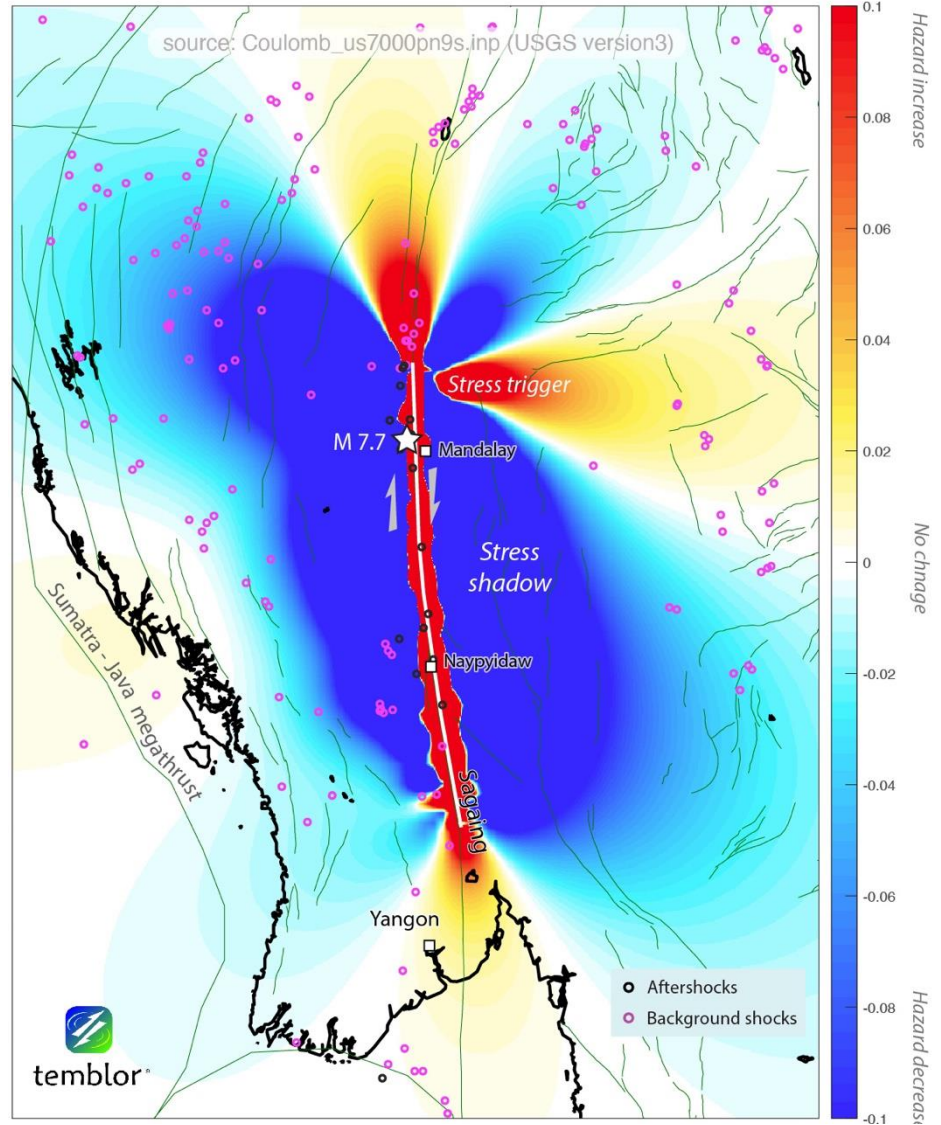 source: Coulomb_us7000pn9s.inp (USGS version3)
Stress trigger
M 7.7
Mandalay
Stress
shadow
Naypyidaw
Sumatra - Java megathrust
Sagaing
Yangon
Aftershocks
Background shocks
temblor
0.1
0.08
0.06
0.04
0.02
0
-0.02
-0.04
-0.06
-0.08
-0.1
Hazard increase
No chnage
Hazard decrease